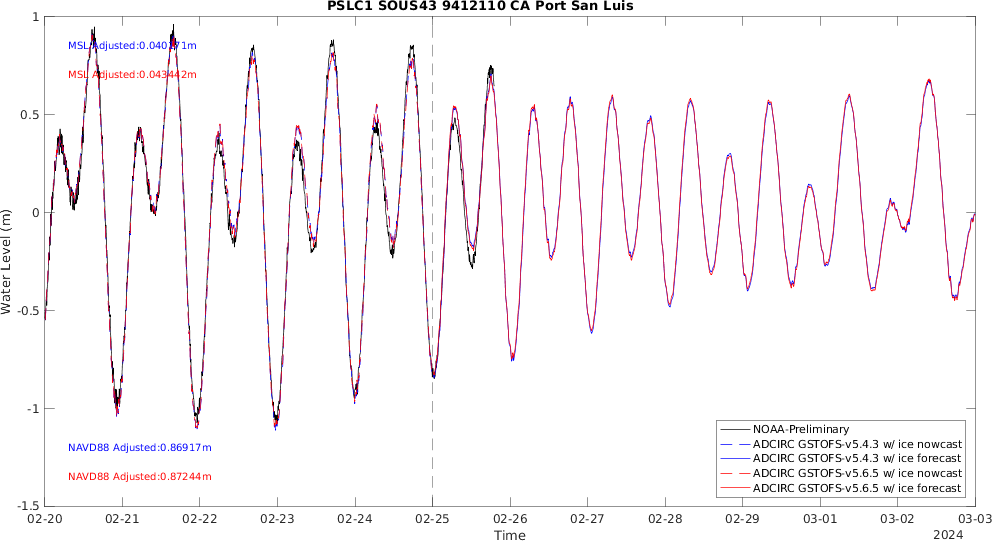 PSLC1 SOUS43 9412110 CA Port San Luis
1
MSL Adjusted:0.040171m
MSL Adjusted:0.043442m
0.5
0
Water Level (m)
-0.5
-1
NAVD88 Adjusted:0.86917m
NAVD88 Adjusted:0.87244m
NOAA-Preliminary
ADCIRC GSTOFS-v5.4.3 w/ ice nowcast
ADCIRC GSTOFS-v5.4.3 w/ ice forecast
ADCIRC GSTOFS-v5.6.5 w/ ice nowcast
ADCIRC GSTOFS-v5.6.5 w/ ice forecast
-1.5
02-20 02-21 02-22 02-23 02-24 02-25 02-26 02-27 02-28 02-29 03-01 03-02 03-03
Time
2024